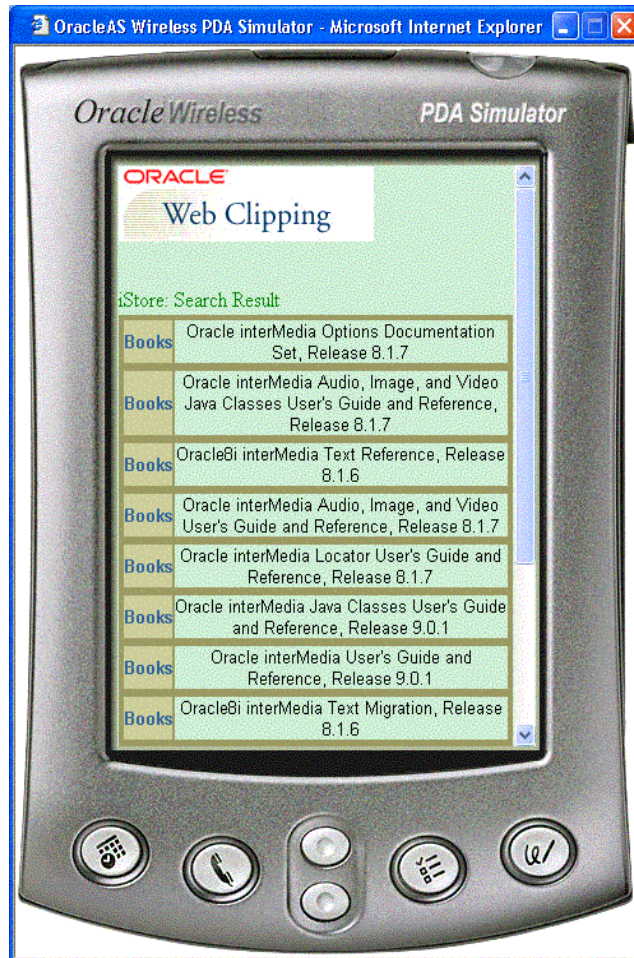 OracleAS Wireless PDA Simulator - Microsoft Internet Explorer
Oracle Wireless PDA Simulator
ORACLE
Web Clipping
iStore: Search Result
Books Oracle interMedia Options Documentation
Set, Release 8.1.7
Books Oracle interMedia Audio, Image, and Video
Java Classes User's Guide and Reference,
Release 8.1.7
Books Oracle8i interMedia Text Reference, Release
8.1.6
Books Oracle interMedia Audio, Image, and Video
User's Guide and Reference, Release 8.1.7
Books Oracle interMedia Locator User's Guide and
Reference, Release 8.1.7
Books Oracle interMedia Java Classes User's Guide
and Reference, Release 9.0.1
Books Oracle interMedia User's Guide and
Reference, Release 9.0.1
Books Oracle8i interMedia Text Migration, Release
8.1.6